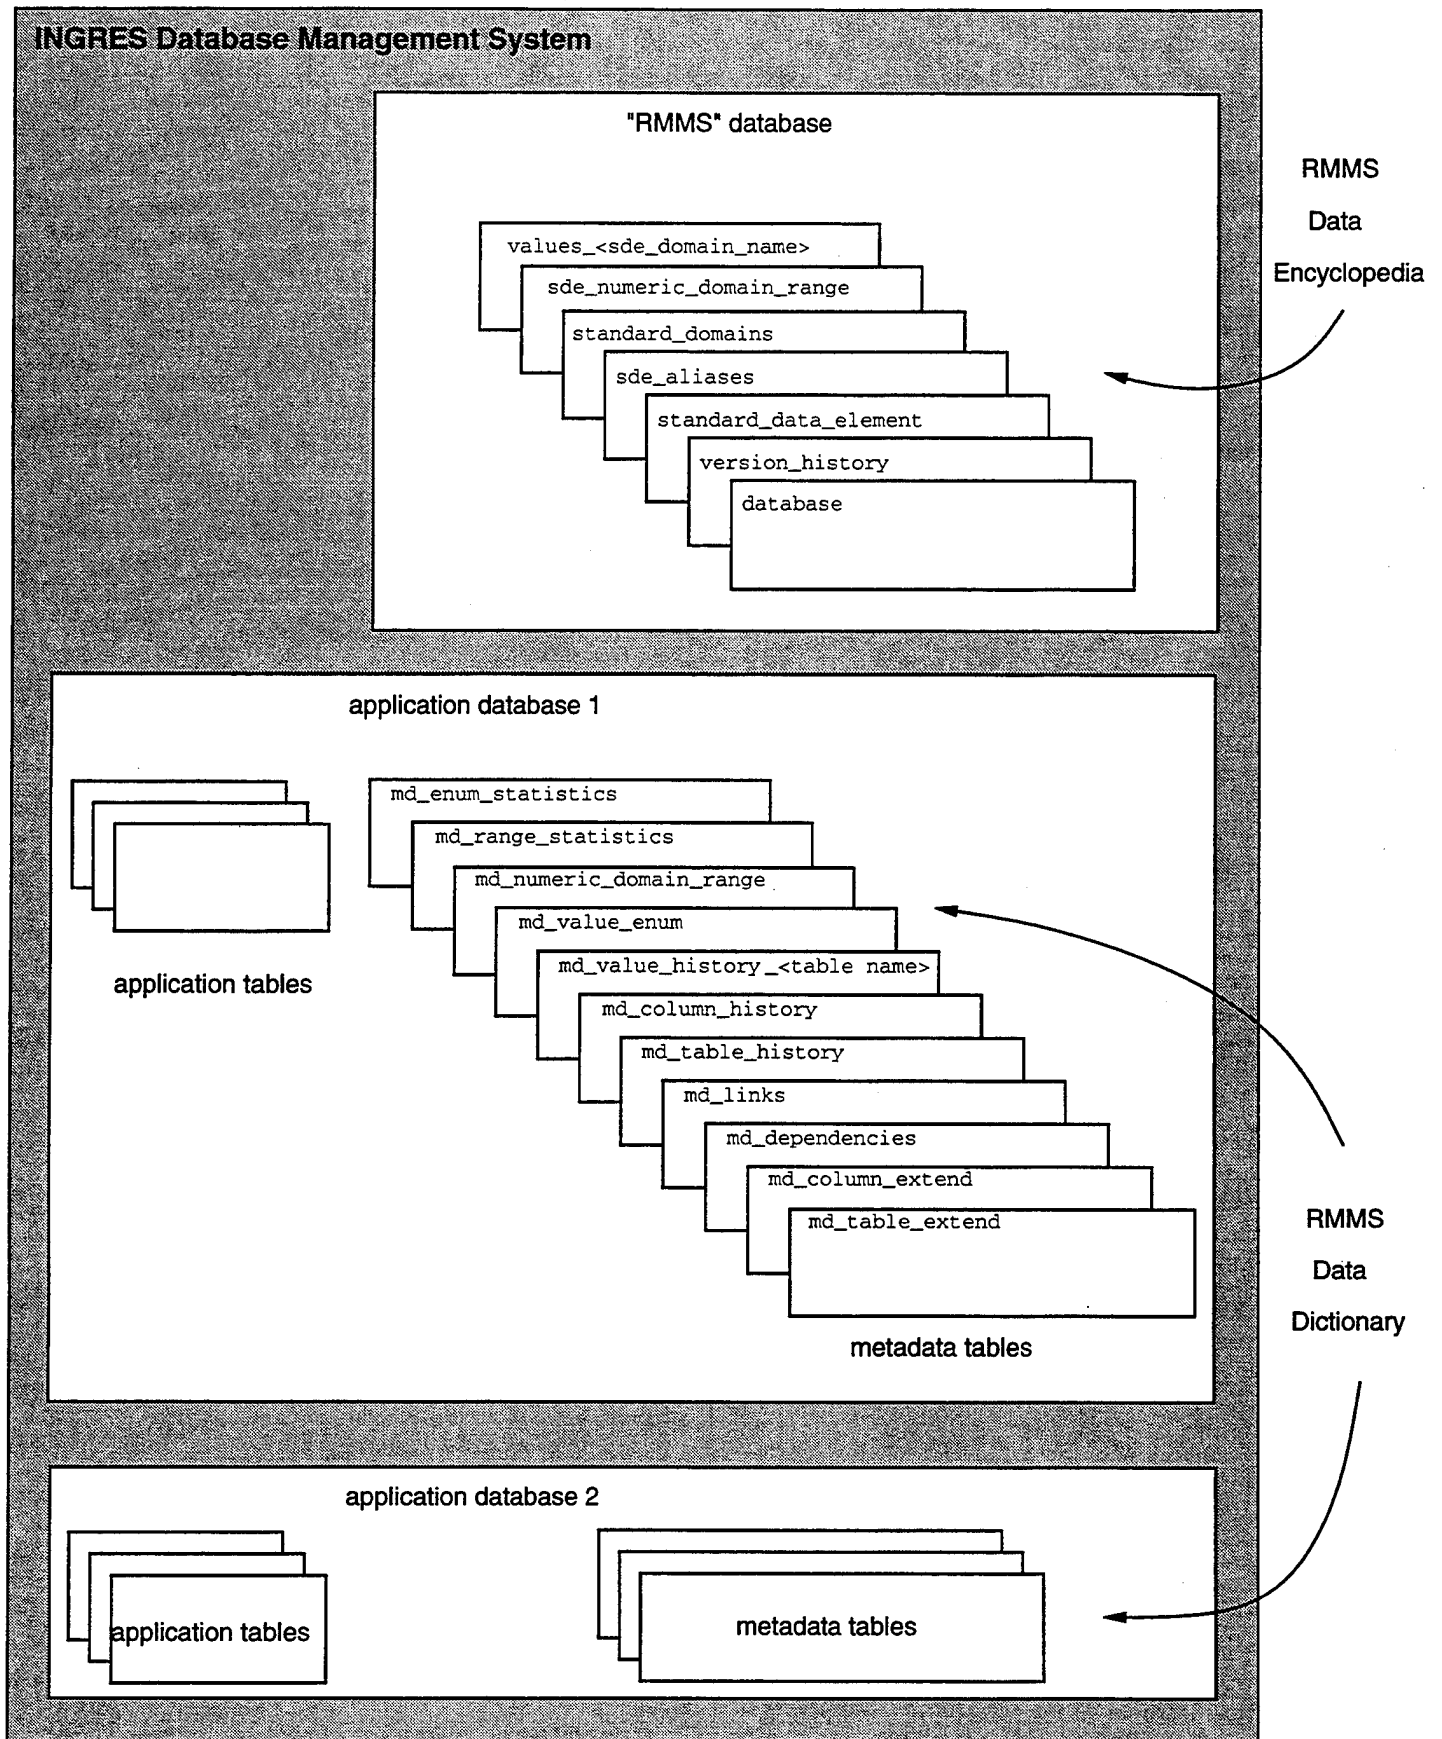 INGRES Database Management System
"RMMS" database
RMMS
Data
Encyclopedia
values_<sde_domain_name>
sde_numeric_domain_range
standard_domains
sde_aliases
standard_data_element
version_history
database
application database 1
md_enum_statistics
md_range_statistics
md_numeric_domain_range
md_value_enum
md_value_history_<table name>
application tables
md_column_history
md_table_history
md_links
md_dependencies
md_column_extend
md_table_extend
RMMS
Data
Dictionary
metadata tables
application database 2
application tables
metadata tables